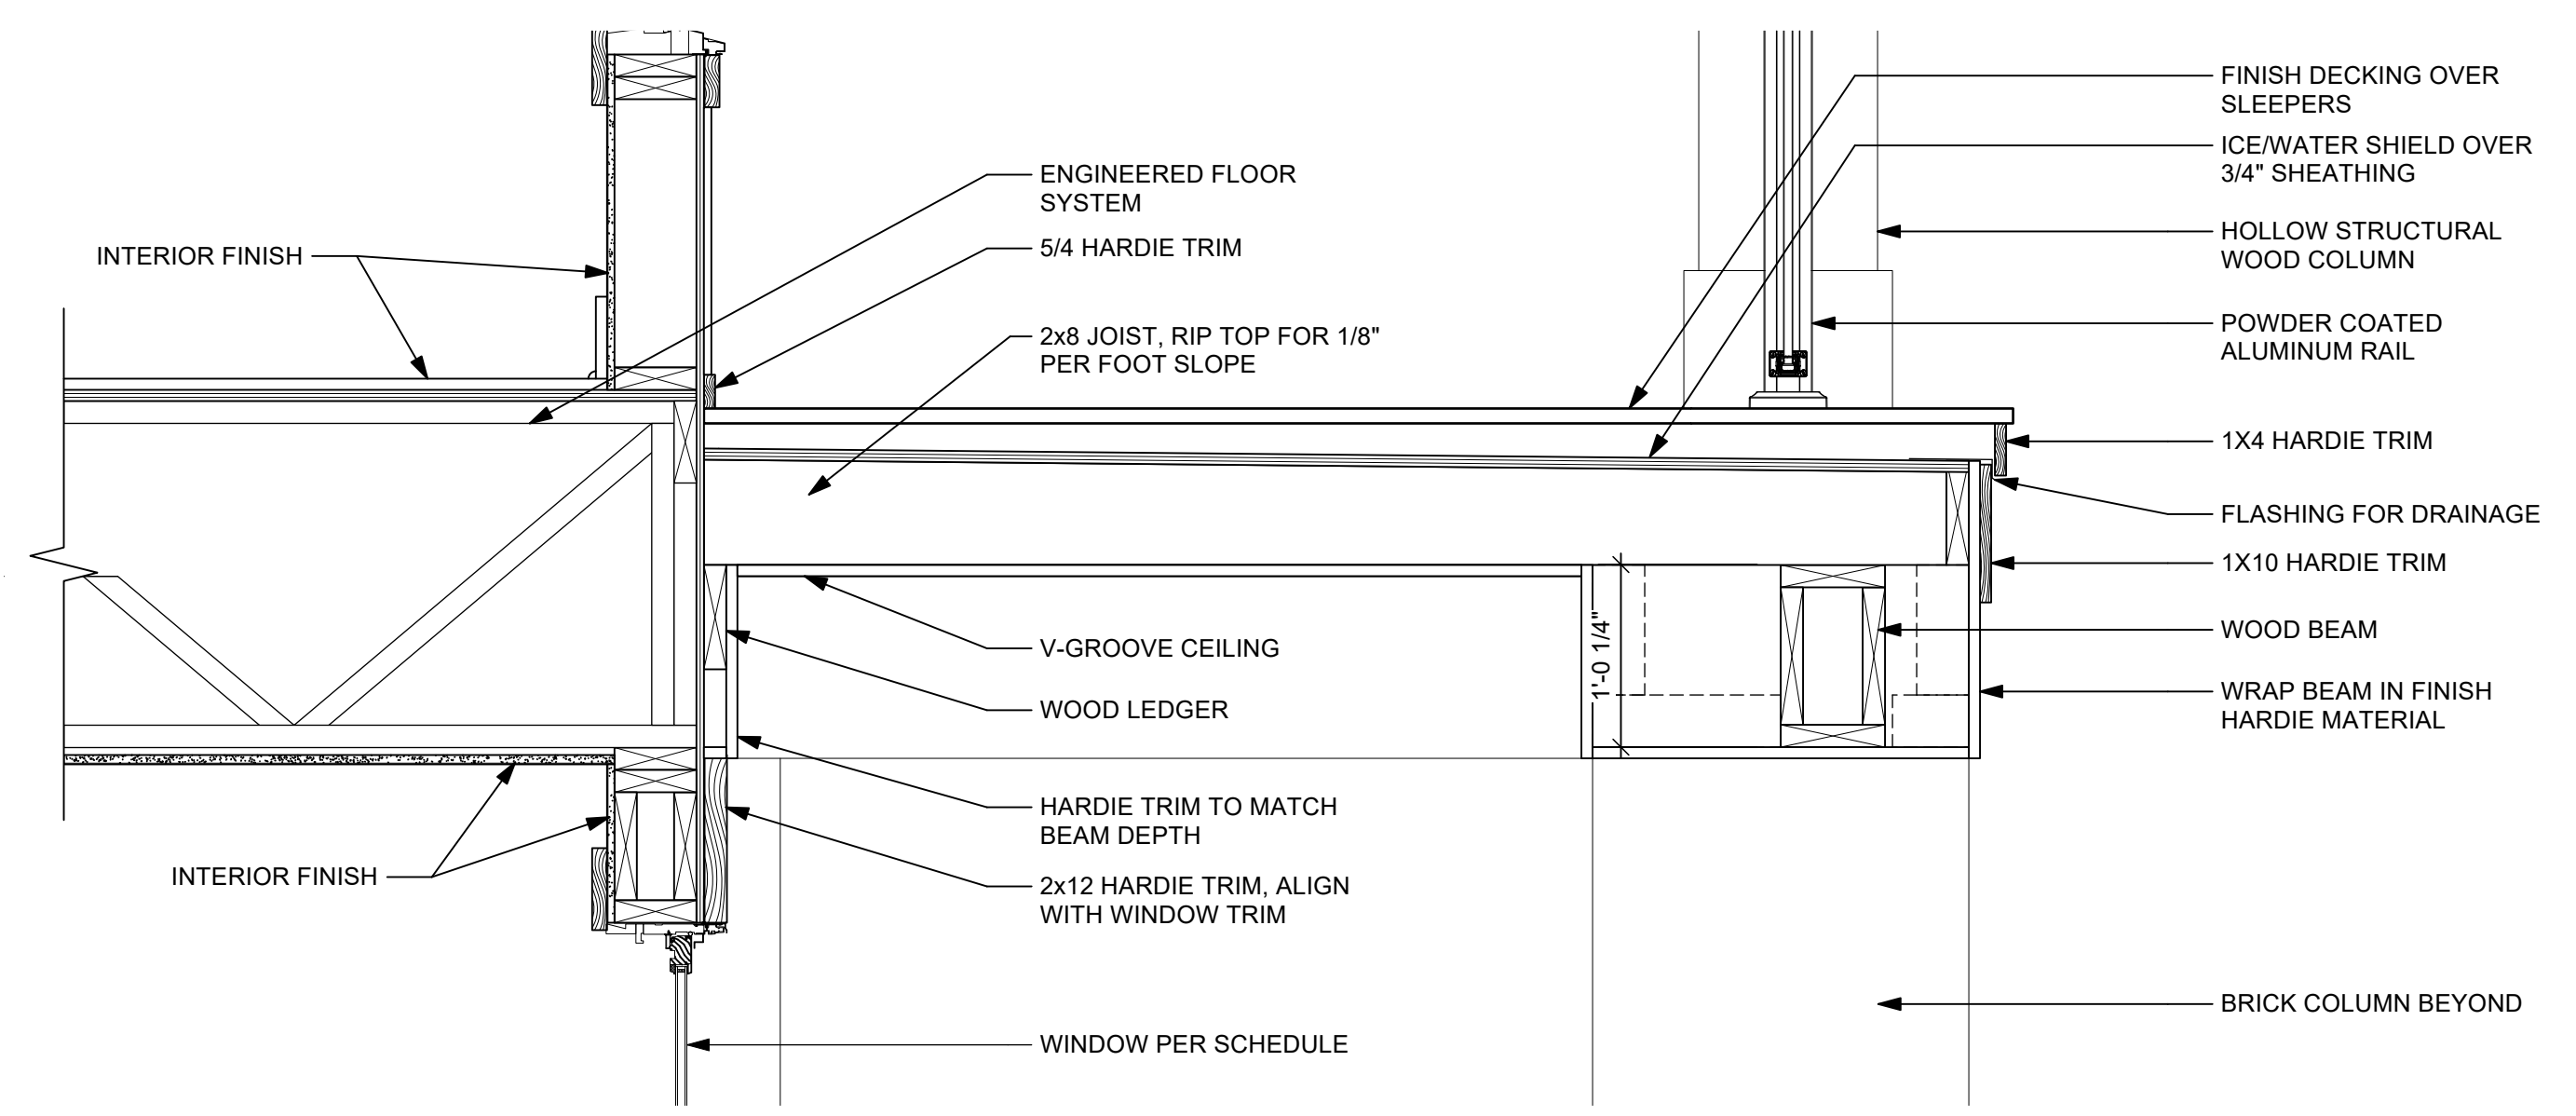 INTERIOR FINISH
ENGINEERED FLOOR
SYSTEM
5/4 HARDIE TRIM
2x8 JOIST, RIP TOP FOR 1/8"
PER FOOT SLOPE
V-GROOVE CEILING
WOOD LEDGER
HARDIE TRIM TO MATCH
BEAM DEPTH
2x12 HARDIE TRIM, ALIGN
WITH WINDOW TRIM
INTERIOR FINISH
WINDOW PER SCHEDULE
1'-0 1/4"
FINISH DECKING OVER
SLEEPERS
ICE/WATER SHIELD OVER
3/4" SHEATHING
HOLLOW STRUCTURAL
WOOD COLUMN
POWDER COATED
ALUMINUM RAIL
1X4 HARDIE TRIM
FLASHING FOR DRAINAGE
1X10 HARDIE TRIM
WOOD BEAM
WRAP BEAM IN FINISH
HARDIE MATERIAL
BRICK COLUMN BEYOND